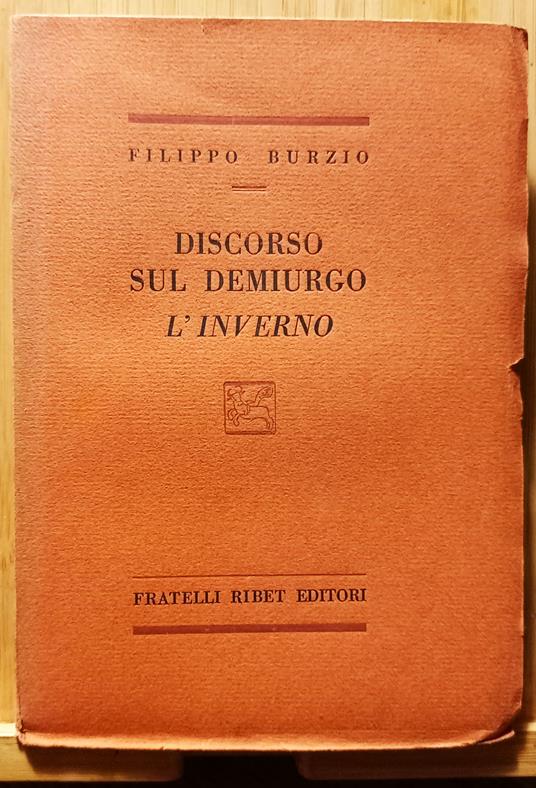 FILIPPO BURZIO
DISCORSO
SUL DEMIURGO
L'INVERNO
FRATELLI RIBET EDITORI